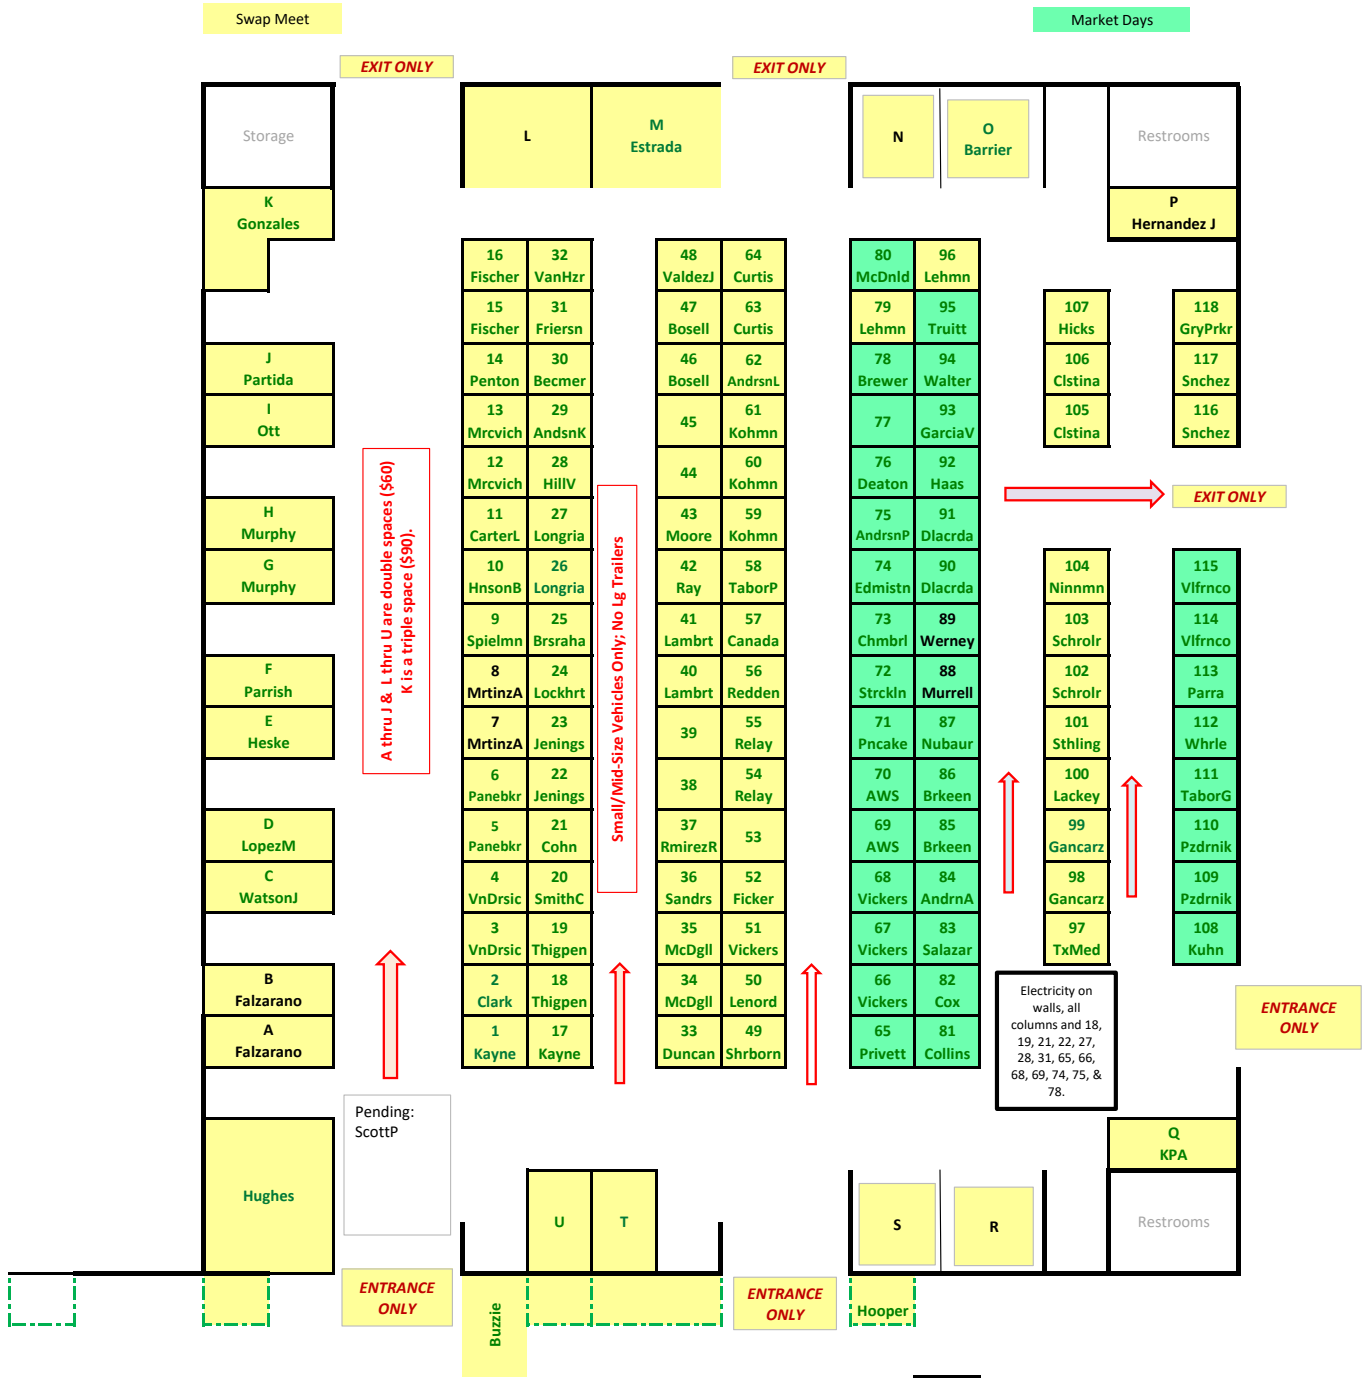 Swap Meet
Market Days
EXIT ONLY
EXIT ONLY
Storage
L
M
Estrada
N
O
Barrier
Restrooms
K
Gonzales
P
Hernandez J
16 32 48 64 80 96
Fischer VanHzr ValdezJ Curtis McDnld Lehmn
15 31 47 63 79 95 107 118
Fischer Friersn Bosell Curtis Lehmn Truitt Hicks GryPrkr
J 14 30 46 62 78 94 106 117
Partida Penton Becmer Bosell AndrsnL Brewer Walter Clstina Snchez
I 13 29 45 61 77 93 105 116
Ott Mrcvich AndsnK Kohmn GarciaV Clstina Snchez
12 28 44 60 76 92
Mrcvich HillV Kohmn Deaton Haas
EXIT ONLY
H 11 27 43 59 75 91
Murphy CarterL Longria Moore Kohmn AndrsnP Dlacrda
G 10 26 42 58 74 90 104 115
Murphy HnsonB Longria Ray TaborP Edmistn Dlacrda Ninnmn Vlfrnco
9 25 41 57 73 89 103 114
Spielmn Brsraha Lambrt Canada Chmbrl Werney Schrolr Vlfrnco
F 8 24 40 56 72 88 102 113
Parrish MrtinzA Lockhrt Lambrt Redden Strckln Murrell Schrolr Parra
E 7 23 39 55 71 87 101 112
Heske MrtinzA Jenings Relay Pncake Nubaur Sthling Whrle
6 22 38 54 70 86 100 111
Panebkr Jenings Relay AWS Brkeen Lackey TaborG
D 5 21 37 53 69 85 99 110
LopezM Panebkr Cohn RmirezR AWS Brkeen Gancarz Pzdrnik
C 4 20 36 52 68 84 98 109
WatsonJ VnDrsic SmithC Sandrs Ficker Vickers AndrnA Gancarz Pzdrnik
3 19 35 51 67 83 97 108
VnDrsic Thigpen McDgll Vickers Vickers Salazar TxMed Kuhn
B 2 18 34 50 66 82
Falzarano Clark Thigpen McDgll Lenord Vickers Cox
A 1 17 33 49 65 81
Falzarano Kayne Kayne Duncan Shrborn Privett Collins
A thru J & L thru U are double spaces ($60)
K is a triple space ($90).
Small/Mid-Size Vehicles Only; No Lg Trailers
Electricity on
walls, all
columns and 18,
19, 21, 22, 27,
28, 31, 65, 66,
68, 69, 74, 75, &
78.
ENTRANCE
ONLY
Pending:
ScottP
Q
KPA
Hughes
U
T
S
R
Restrooms
ENTRANCE
ONLY
Buzzie
ENTRANCE
ONLY
Hooper